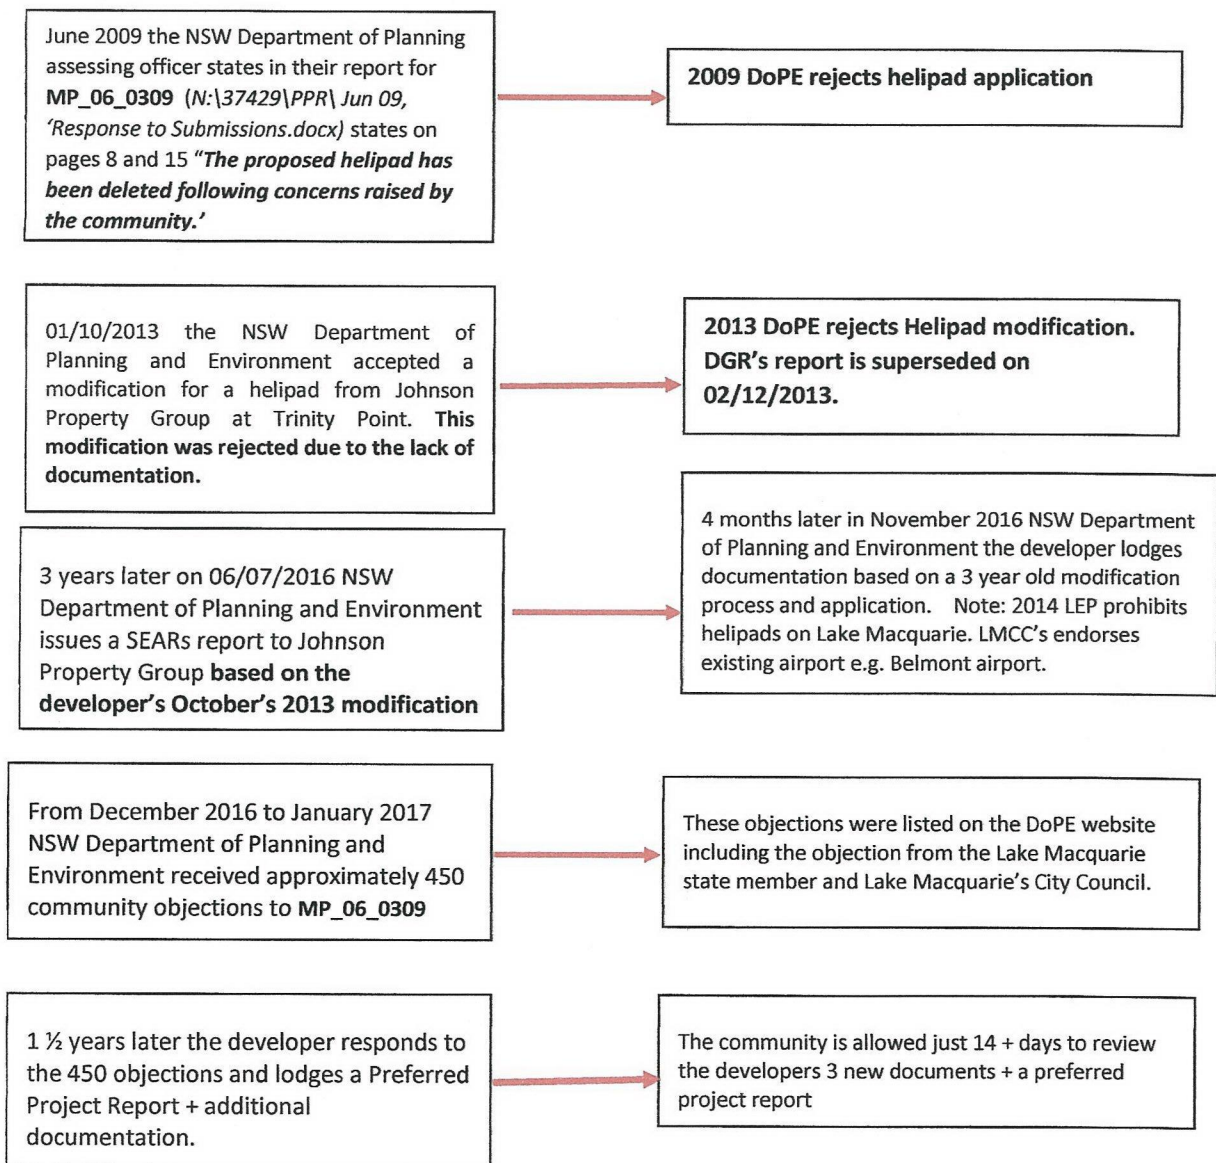 June 2009 the NSW Department of Planning
assessing officer states in their report for
MP_06_0309 (N:\37429\PPR\ Jun 09,
‘Response to Submissions.docx) states on
pages 8 and 15 “The proposed helipad has
been deleted following concerns raised by
the community.’
2009 DoPE rejects helipad application
01/10/2013 the NSW Department of
Planning and Environment accepted a
modification for a helipad from Johnson
Property Group at Trinity Point. This
modification was rejected due to the lack of
documentation.
2013 DoPE rejects Helipad modification.
DGR’s report is superseded on
02/12/2013.
3 years later on 06/07/2016 NSW
Department of Planning and Environment
issues a SEARs report to Johnson
Property Group based on the
developer’s October’s 2013 modification
4 months later in November 2016 NSW Department
of Planning and Environment the developer lodges
documentation based on a 3 year old modification
process and application. Note: 2014 LEP prohibits
helipads on Lake Macquarie. LMCC’s endorses
existing airport e.g. Belmont airport.
From December 2016 to January 2017
NSW Department of Planning and
Environment received approximately 450
community objections to MP_06_0309
These objections were listed on the DoPE website
including the objection from the Lake Macquarie
state member and Lake Macquarie’s City Council.
1 ½ years later the developer responds to
the 450 objections and lodges a Preferred
Project Report + additional
documentation.
The community is allowed just 14 + days to review
the developers 3 new documents + a preferred
project report